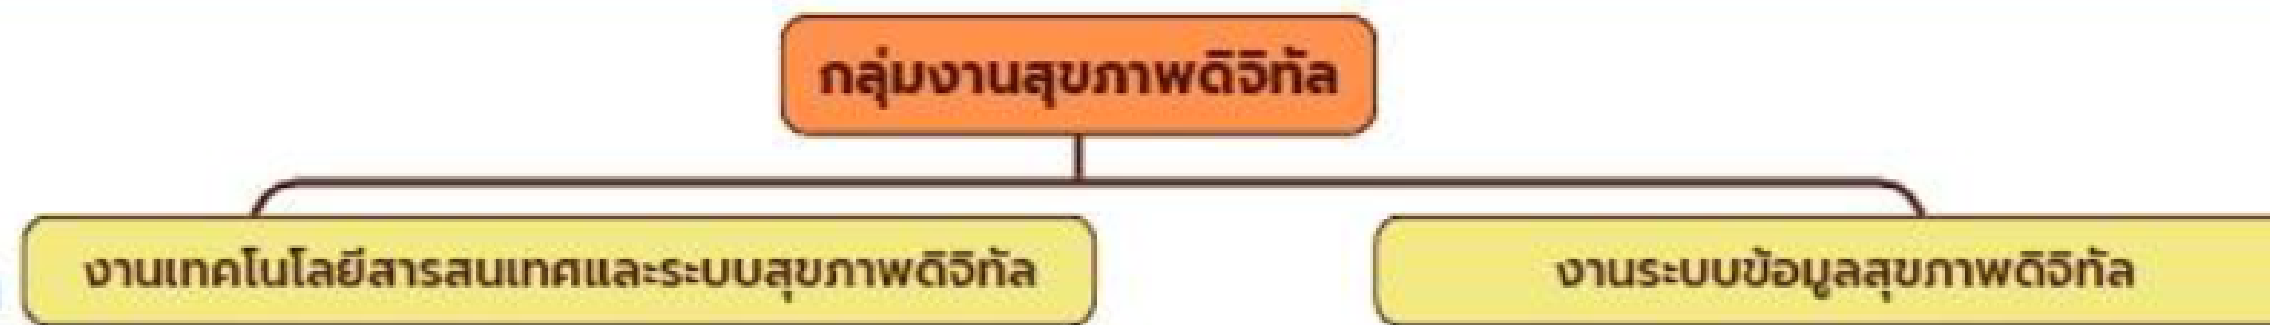 กลุ่มงานสุขภาพดิจิทัล
งานเทคโนโลยีสารสนเทศและระบบสุขภาพดิจิทัล
งานระบบข้อมูลสุขภาพดิจิทัล